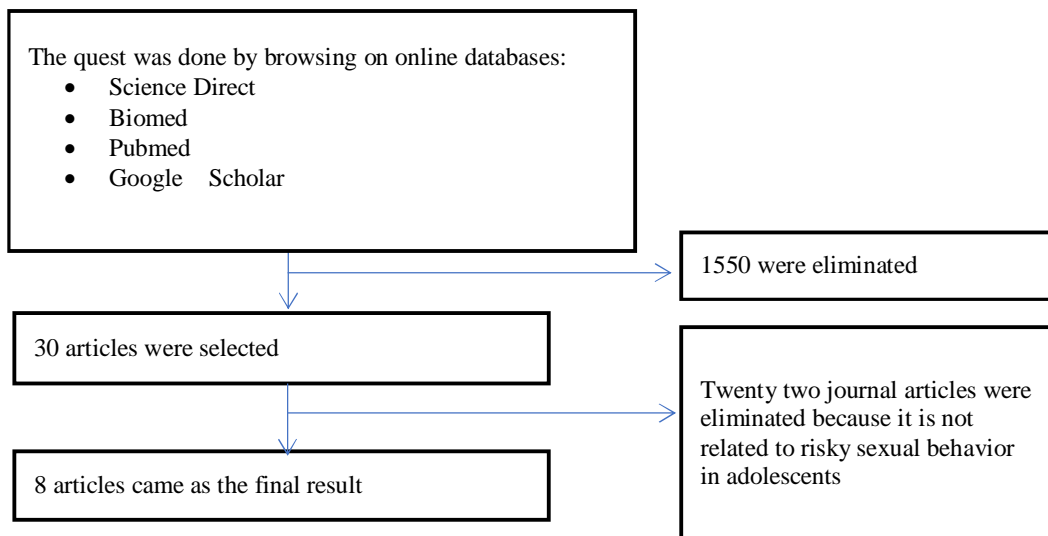 The quest was done by browsing on online databases:
• Science Direct
• Biomed
• Pubmed
• Google Scholar
1550 were eliminated
30 articles were selected
Twenty two journal articles were
eliminated because it is not
related to risky sexual behavior
in adolescents
8 articles came as the final result